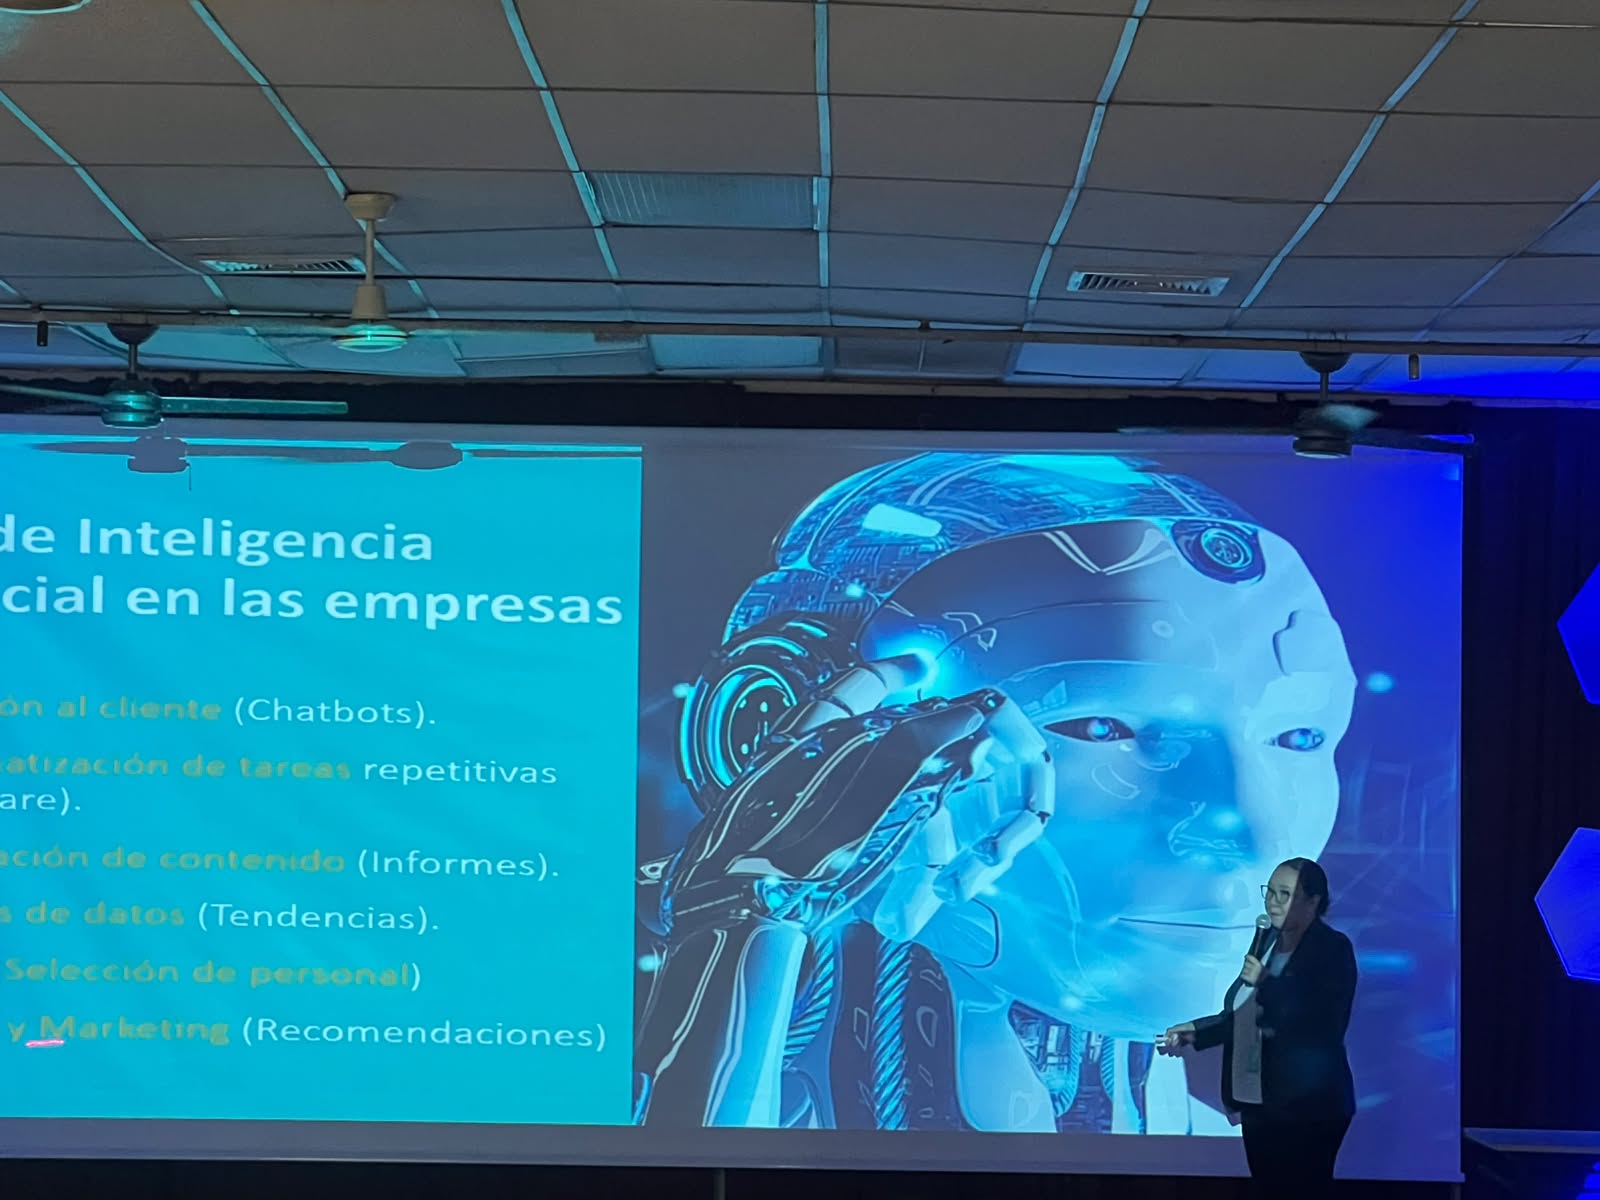 de Inteligencia
cial en las empresas
ón al cliente (Chatbots).
atización de tareas repetitivas
are).
ación de contenido (Informes).
s de datos (Tendencias).
Selección de personal)
y Marketing (Recomendaciones)